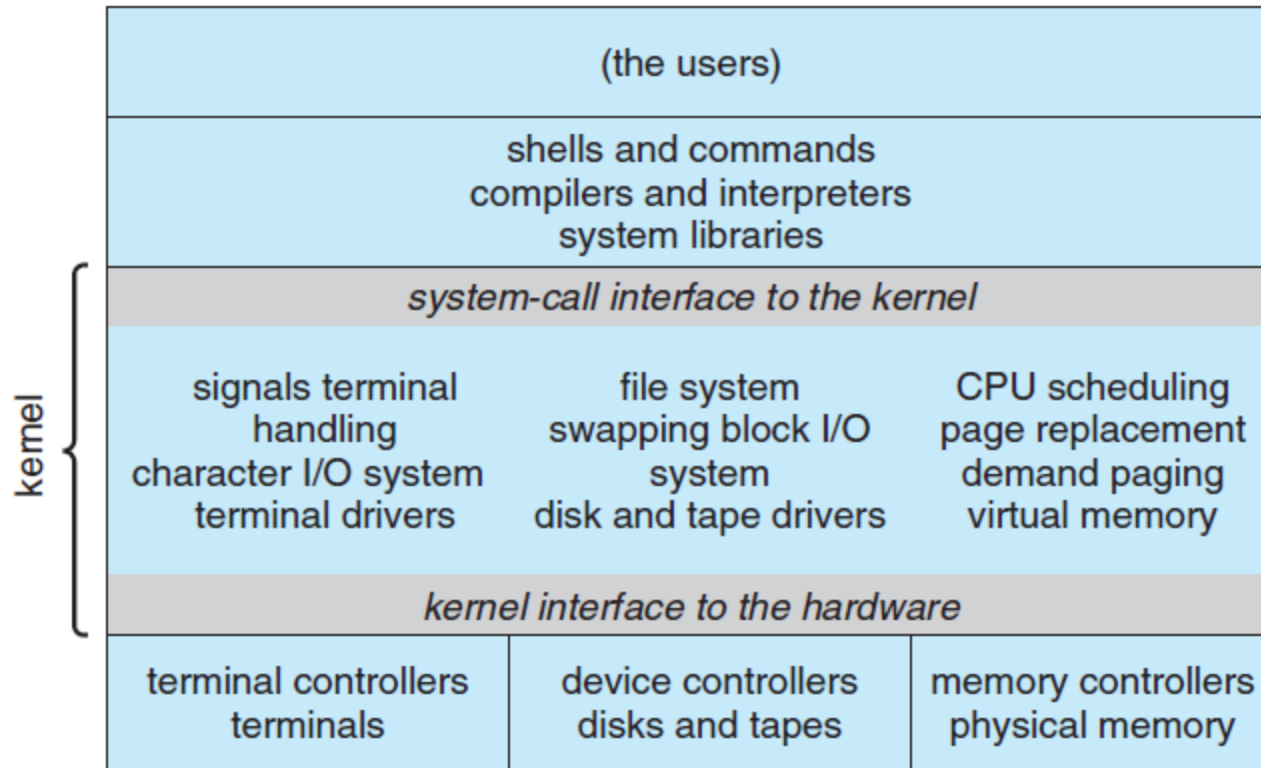 (the users)
shells and commands
compilers and interpreters
system libraries
kernel
system-call interface to the kernel
signals terminal
handling
character I/O system
terminal drivers
file system
swapping block I/O
system
disk and tape drivers
CPU scheduling
page replacement
demand paging
virtual memory
kernel interface to the hardware
terminal controllers
terminals
device controllers
disks and tapes
memory controllers
physical memory